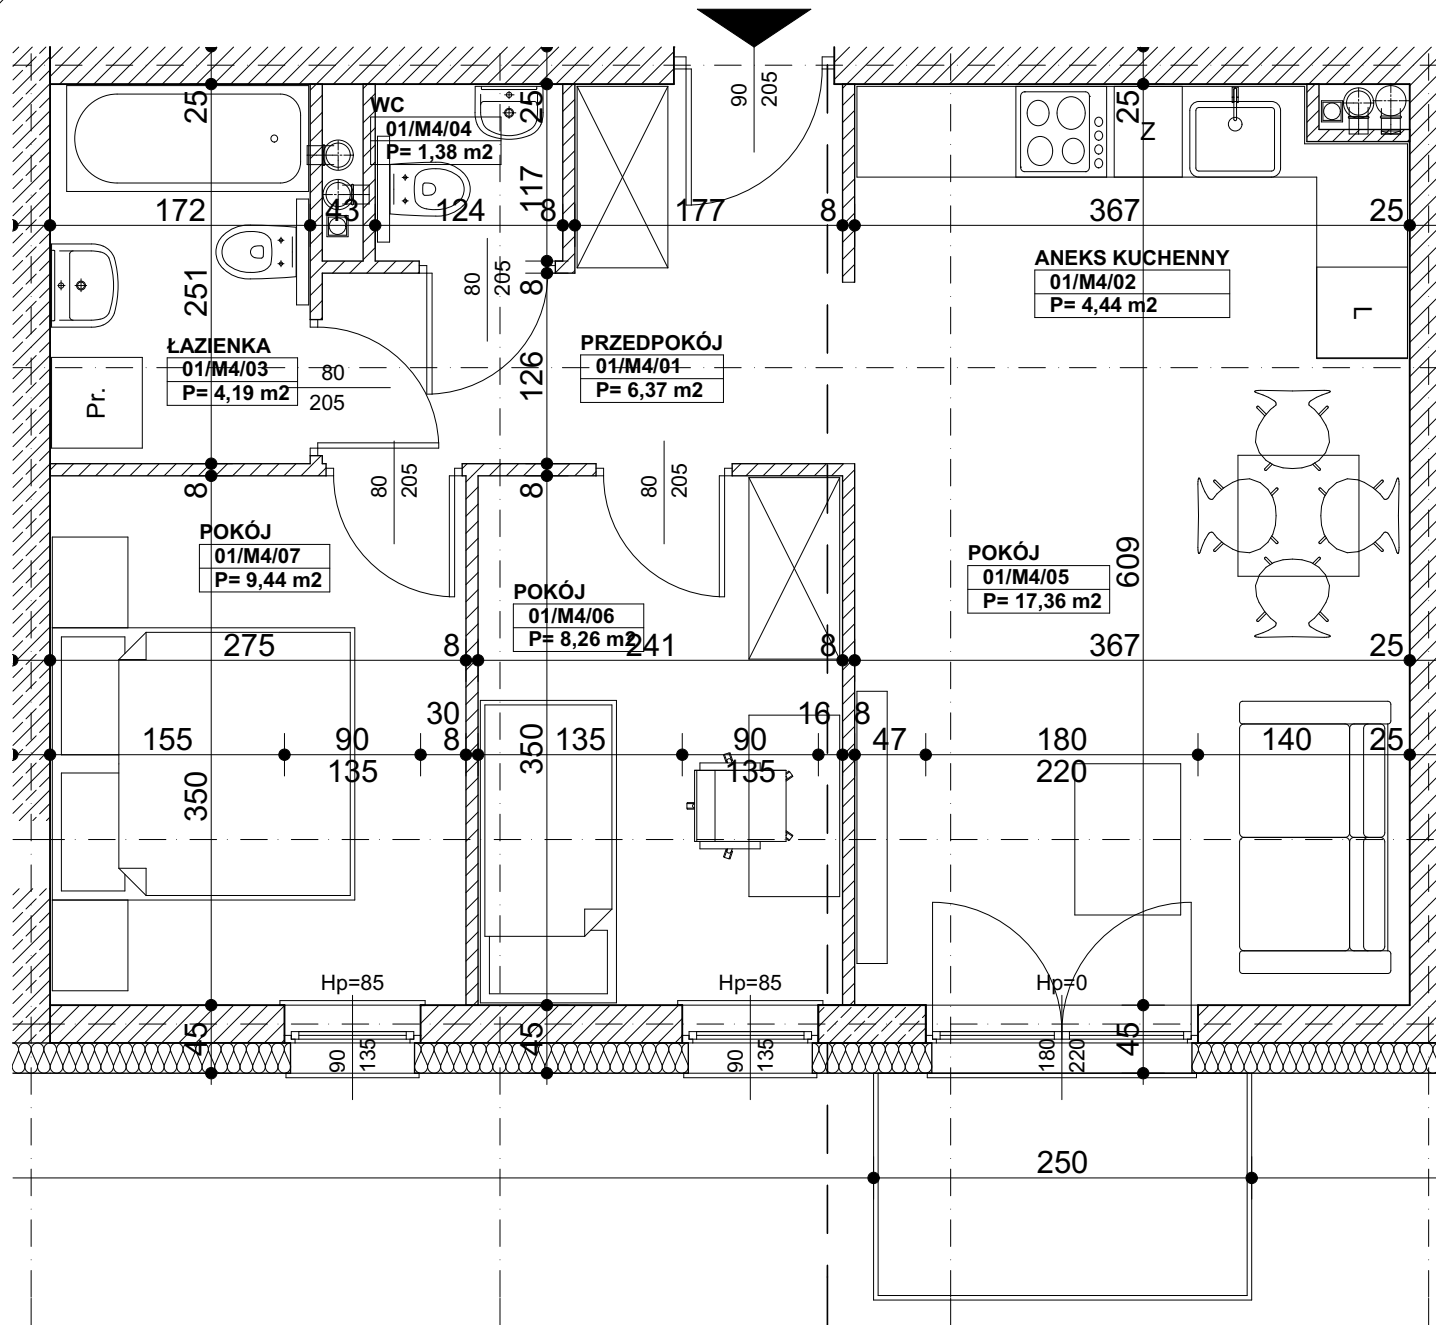 90
205
25
25
25
WC
01/M4/04
P= 1,38 m2
Z
172
43
124
117
8
177
8
367
25
251
80
205
8
ANEKS KUCHENNY
01/M4/02
P= 4,44 m2
L
ŁAZIENKA
01/M4/03
P= 4,19 m2
80
205
126
PRZEDPOKÓJ
01/M4/01
P= 6,37 m2
Pr.
8
80
205
8
80
205
POKÓJ
01/M4/07
P= 9,44 m2
POKÓJ
01/M4/06
P= 8,26 m2
POKÓJ
01/M4/05
P= 17,36 m2
609
275
8
241
8
367
25
155
90
135
30
8
350
135
90
135
16
8
47
180
220
140
25
350
Hp=85
Hp=85
Hp=0
45
90
135
45
90
135
180
220
45
250